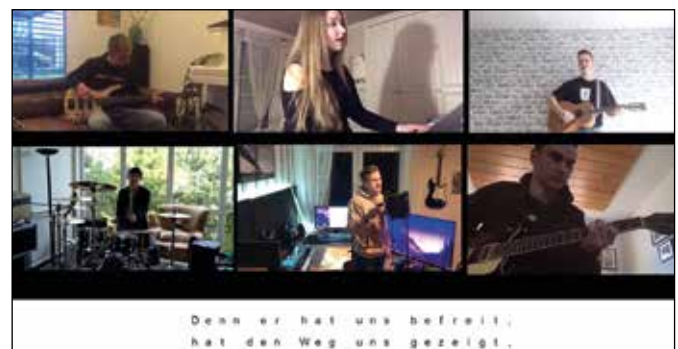 Denn er hat uns befreit,
hat den Weg uns gezeigt,